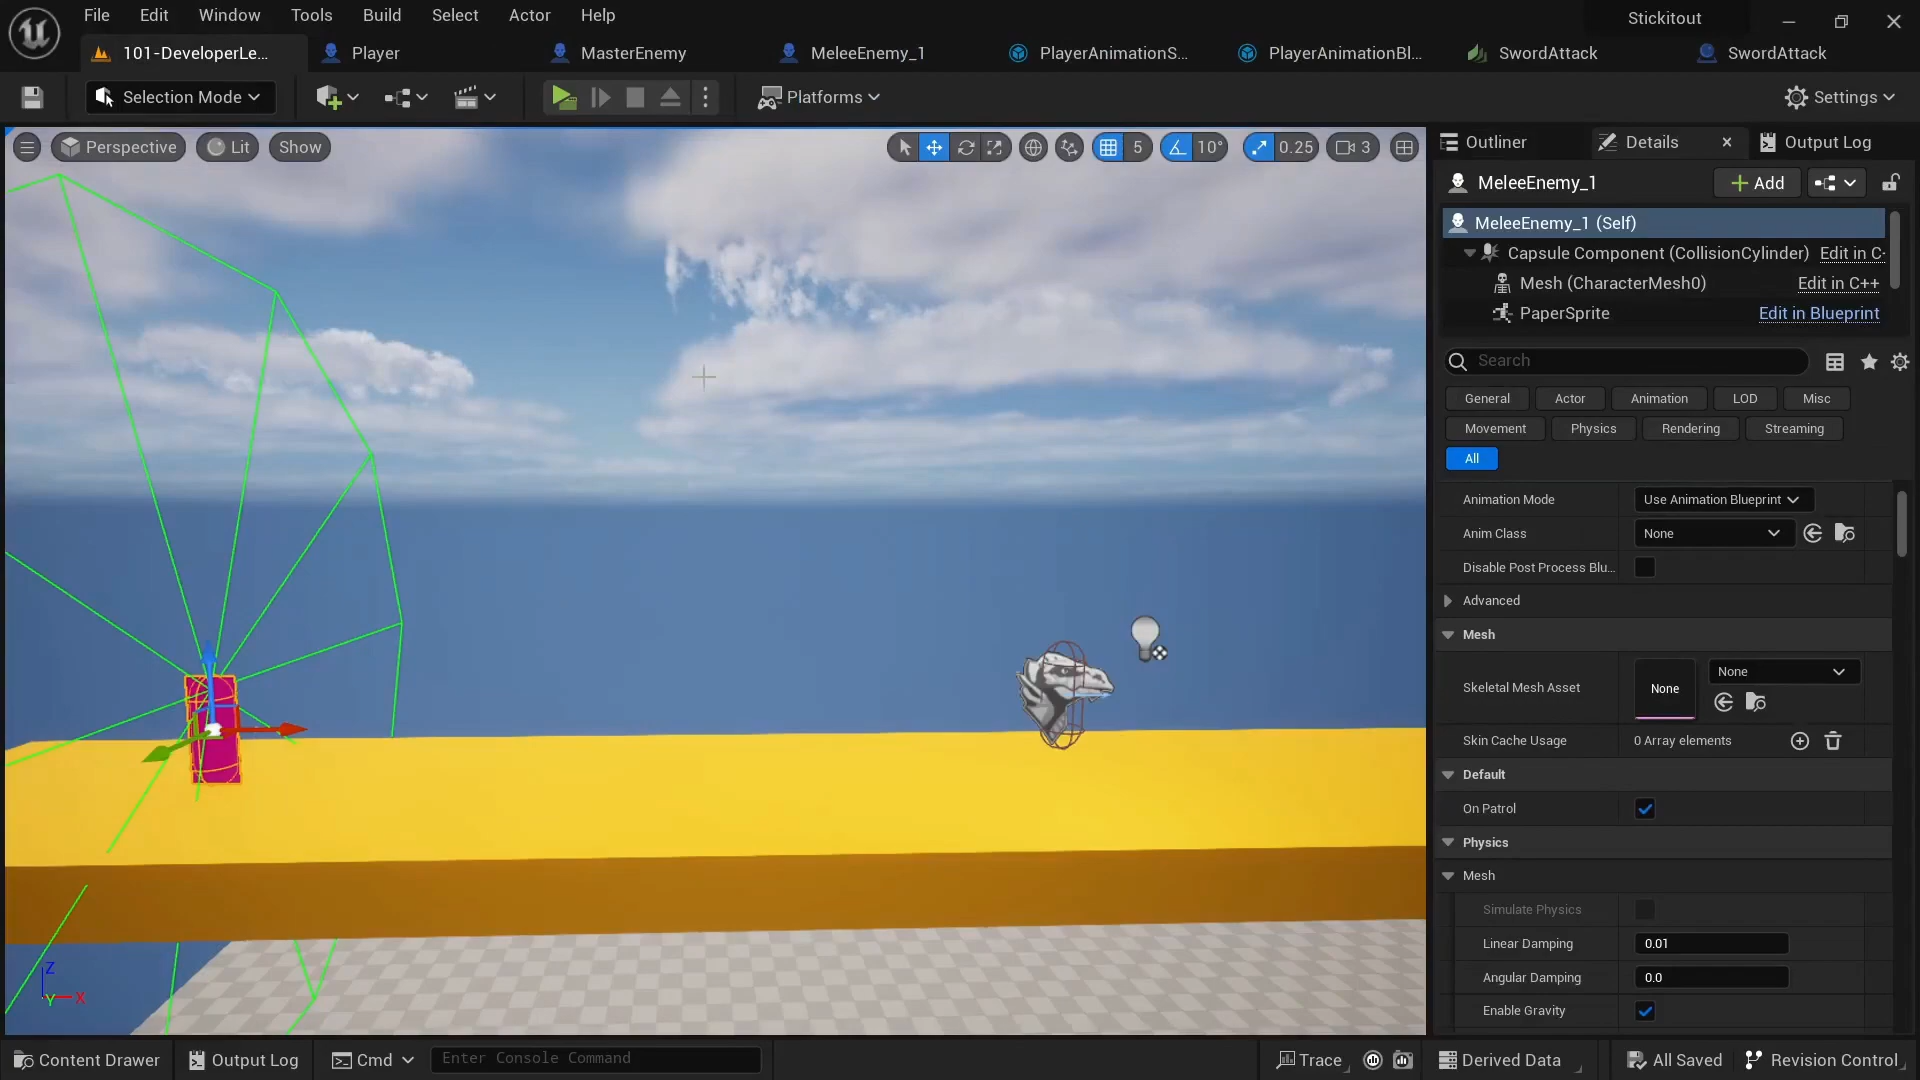 File Edit Window Tools Build Select Actor Help
Stickitout
101-DeveloperLe... Player MasterEnemy MeleeEnemy_1 PlayerAnimationS... PlayerAnimationBl... SwordAttack SwordAttack
Selection Mode Platforms Settings
Perspective Lit Show 5 10° 0.25 3
Outliner Details Output Log
MeleeEnemy_1 Add
MeleeEnemy_1 (Self)
Capsule Component (CollisionCylinder) Edit in C-
Mesh (CharacterMesh0) Edit in C++
PaperSprite Edit in Blueprint
Search
General Actor Animation LOD Misc
Movement Physics Rendering Streaming
All
Animation Mode Use Animation Blueprint
Anim Class None
Disable Post Process Blu...
Advanced
Mesh
Skeletal Mesh Asset None None
Skin Cache Usage 0 Array elements
Default
On Patrol
Physics
Mesh
Simulate Physics
Linear Damping 0.01
Angular Damping 0.0
Enable Gravity
Z
Y X
Content Drawer Output Log Cmd Enter Console Command Trace Derived Data All Saved Revision Control